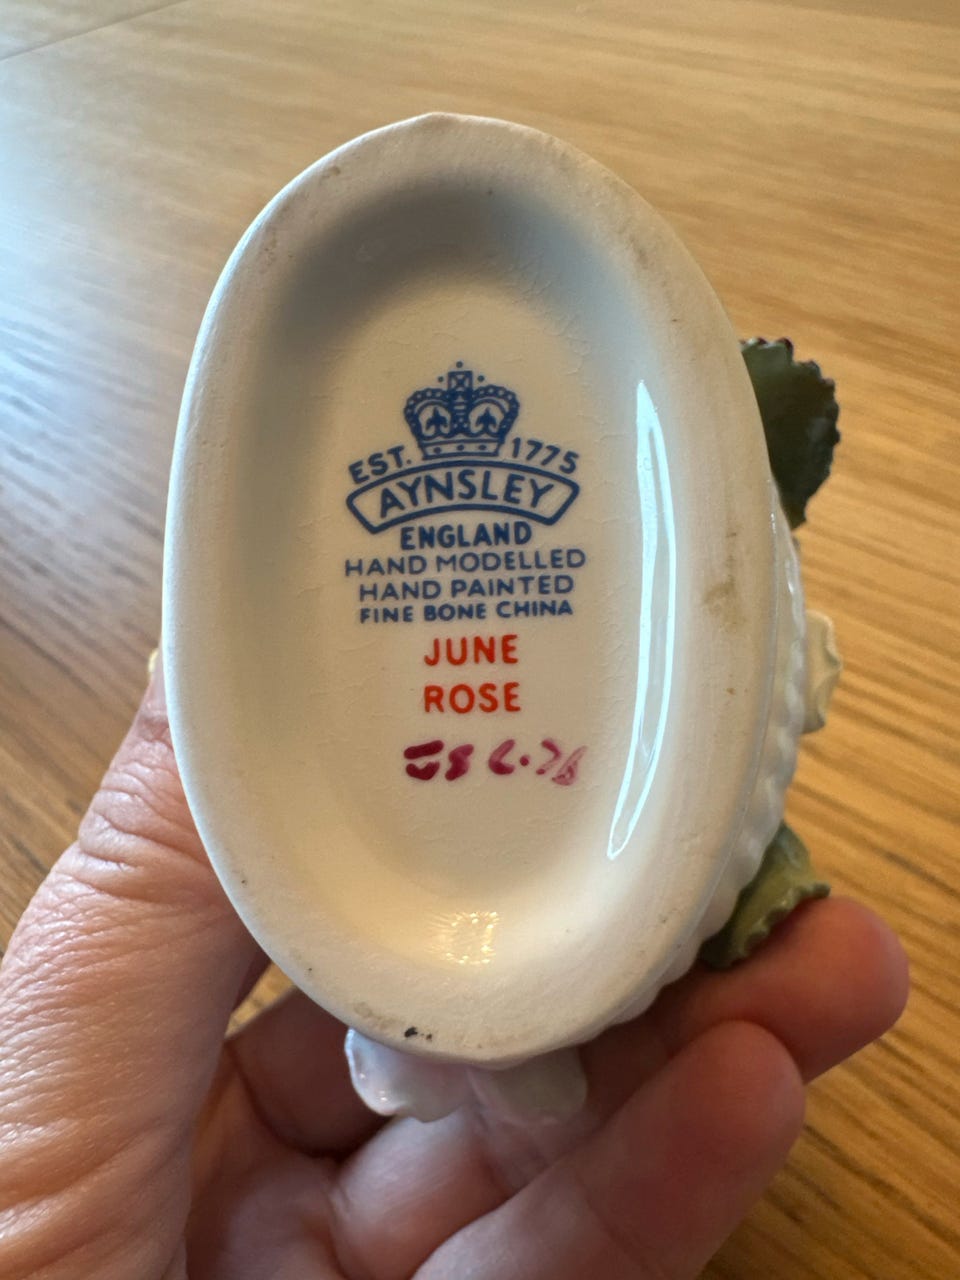 EST. 1775
AYNSLEY
ENGLAND
HAND MODELLED
HAND PAINTED
FINE BONE CHINA
JUNE
ROSE